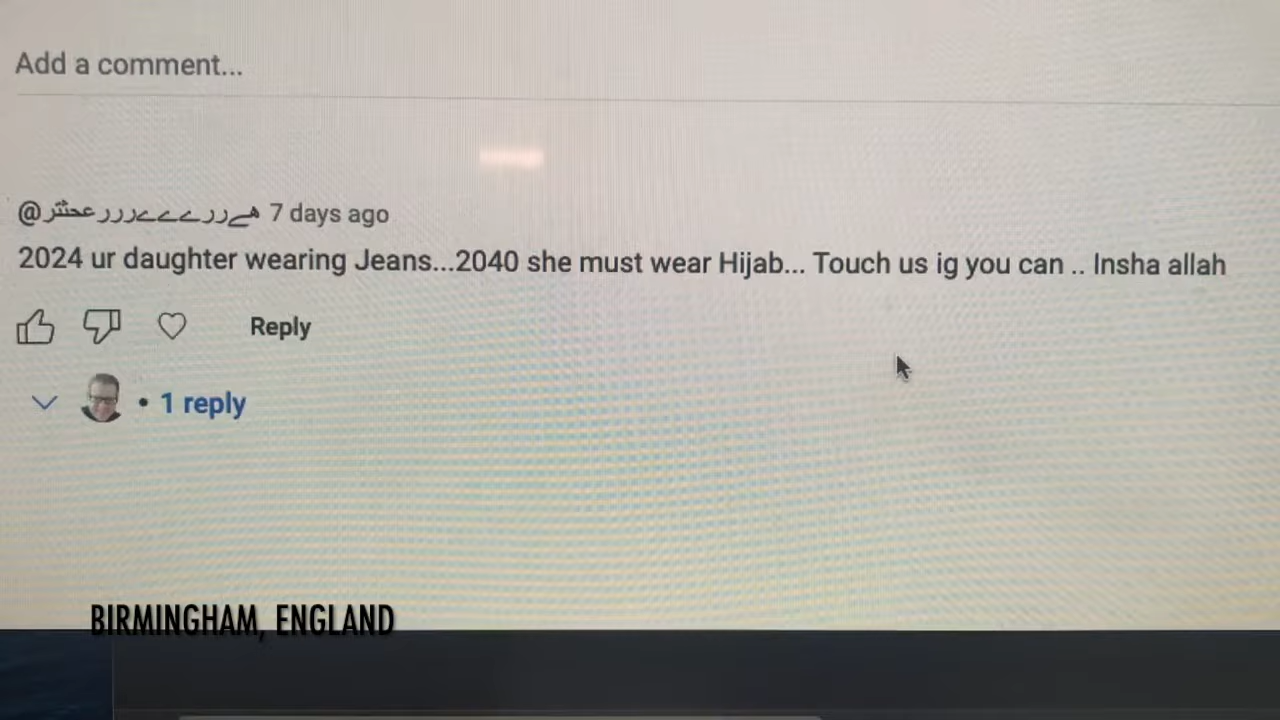 Add a comment...
7 days ago
2024 ur daughter wearing Jeans...2040 she must wear Hijab... Touch us ig you can .. Insha allah
Reply
• 1 reply
BIRMINGHAM, ENGLAND